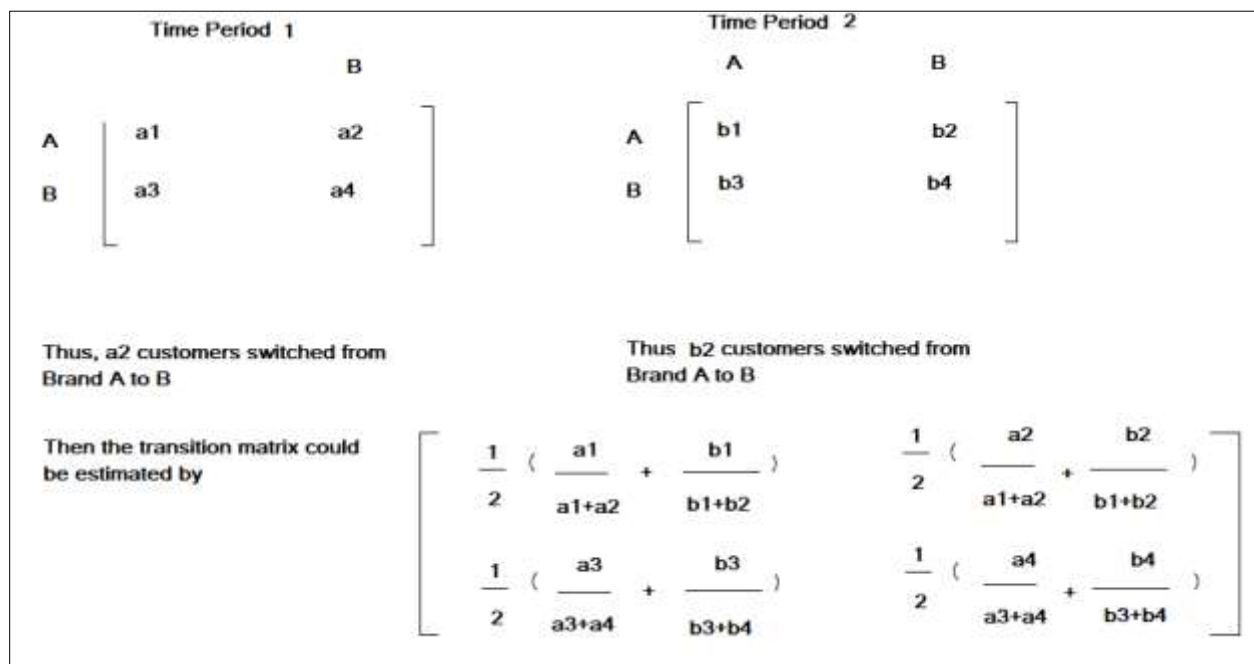 Time Period 1
B
A a1 a2
B a3 a4
Time Period 2
A B
A b1 b2
B b3 b4
Thus, a2 customers switched from
Brand A to B
Thus b2 customers switched from
Brand A to B
Then the transition matrix could
be estimated by
1 ( a1 + b1 ) 1 ( a2 + b2 )
2 a1+a2 b1+b2 2 a1+a2 b1+b2
1 ( a3 + b3 ) 1 ( a4 + b4 )
2 a3+a4 b3+b4 2 a3+a4 b3+b4